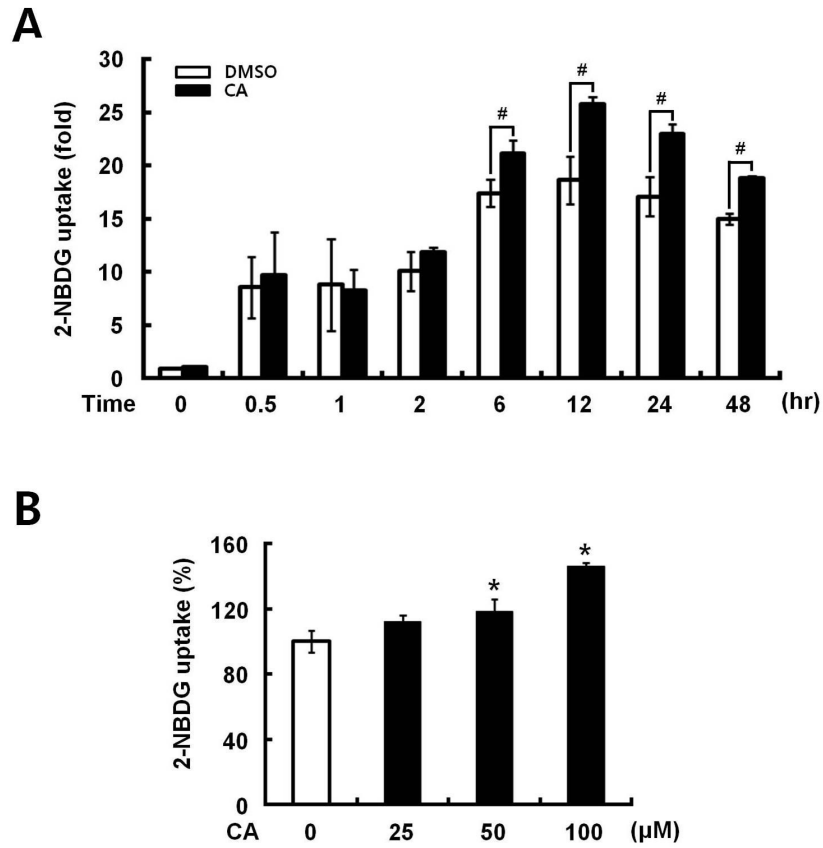 A
2-NBDG uptake (fold)
30
25
20
15
10
5
0
DMSO
CA
#
#
#
#
Time 0 0.5 1 2 6 12 24 48 (hr)
B
2-NBDG uptake (%)
160
120
80
40
0
*
*
CA 0 25 50 100 (μM)